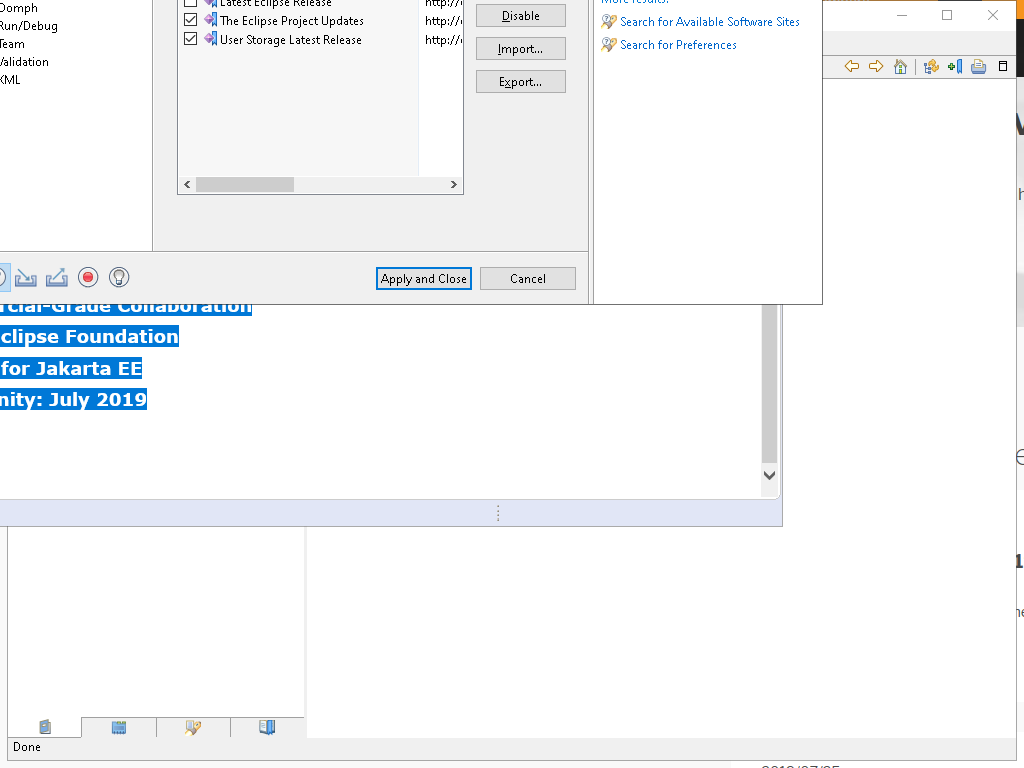 Oomph
Run/Debug
Team
Validation
XML
Latest Eclipse Release
The Eclipse Project Updates
http://
User Storage Latest Release
http://
Disable
Import...
Export...
More results:
Search for Available Software Sites
Search for Preferences
Apply and Close
Cancel
rcial-Grade Collaboration
clipse Foundation
for Jakarta EE
nity: July 2019
Done